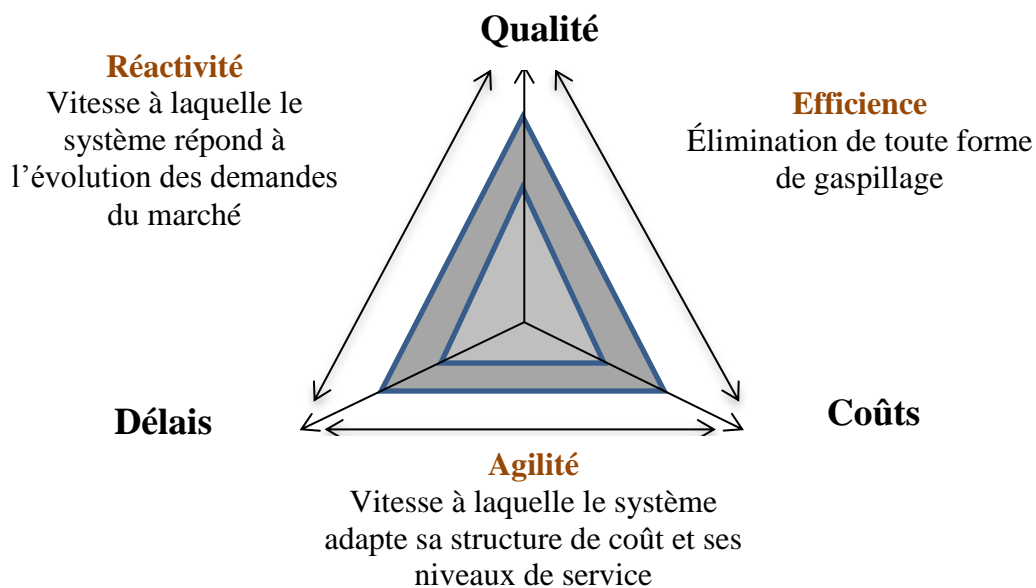 Qualité
Réactivité
Vitesse à laquelle le
système répond à
l’évolution des demandes
du marché
Efficience
Élimination de toute forme
de gaspillage
Délais
Coûts
Agilité
Vitesse à laquelle le système
adapte sa structure de coût et ses
niveaux de service